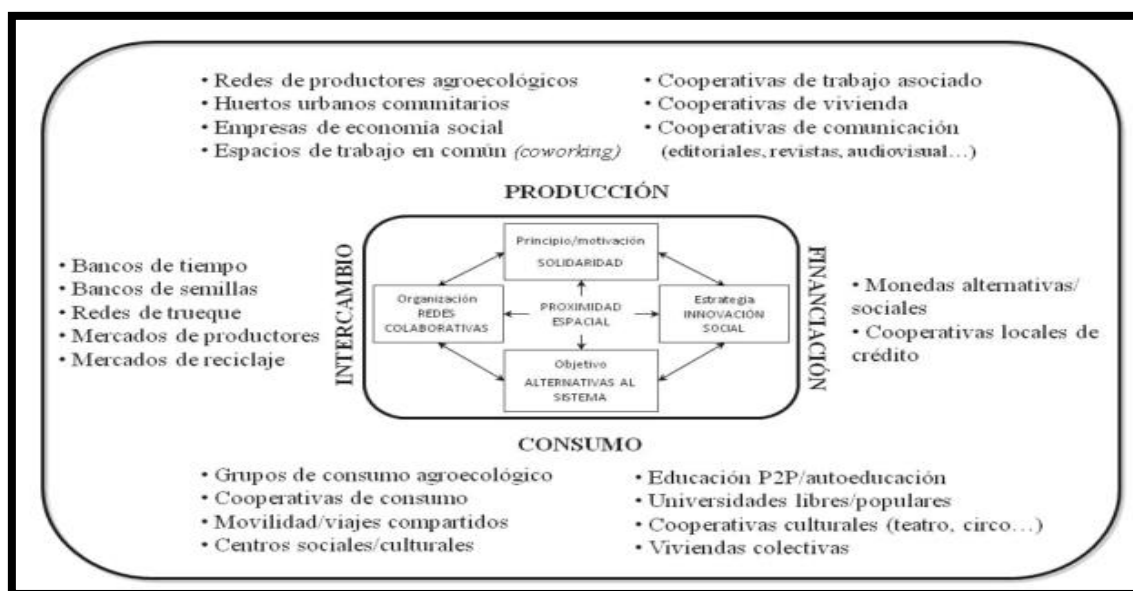 • Redes de productores agroecológicos
• Huertos urbanos comunitarios
• Empresas de economía social
• Espacios de trabajo en común (coworking)
• Cooperativas de trabajo asociado
• Cooperativas de vivienda
• Cooperativas de comunicación
(editoriales, revistas, audiovisual…)
PRODUCCIÓN
• Bancos de tiempo
• Bancos de semillas
• Redes de trueque
• Mercados de productores
• Mercados de reciclaje
INTERCAMBIO
Principio/motivación
SOLIDARIDAD
Organización
REDES
COLABORATIVAS
PROXIMIDAD
ESPACIAL
Estrategia
INNOVACIÓN
SOCIAL
Objetivo
ALTERNATIVAS AL
SISTEMA
FINANCIACIÓN
• Monedas alternativas/
sociales
• Cooperativas locales de
crédito
CONSUMO
• Grupos de consumo agroecológico
• Cooperativas de consumo
• Movilidad/viajes compartidos
• Centros sociales/culturales
• Educación P2P/autoeducación
• Universidades libres/populares
• Cooperativas culturales (teatro, circo…)
• Viviendas colectivas